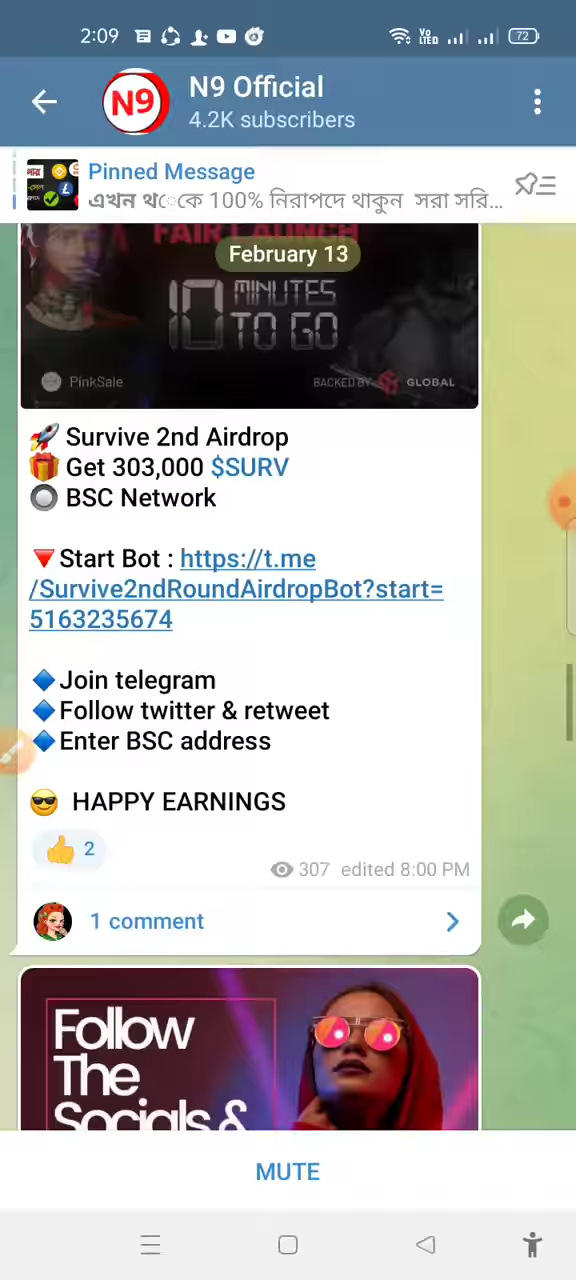 2:09
Vo
LTED
72
N9
N9 Official
4.2K subscribers
Pinned Message
এখন থেকে 100% নিরাপদে থাকুন সরা সরি...
FAIR LAUNCH
February 13
10 MINUTES
TO GO
PinkSale
BACKED BY
GLOBAL
🚀 Survive 2nd Airdrop
🎁 Get 303,000 $SURV
🔘 BSC Network
🔻Start Bot : https://t.me
/Survive2ndRoundAirdropBot?start=
5163235674
🔷Join telegram
🔷Follow twitter & retweet
🔷Enter BSC address
😎 HAPPY EARNINGS
👍 2
307 edited 8:00 PM
1 comment
Follow
The
Socials &
MUTE